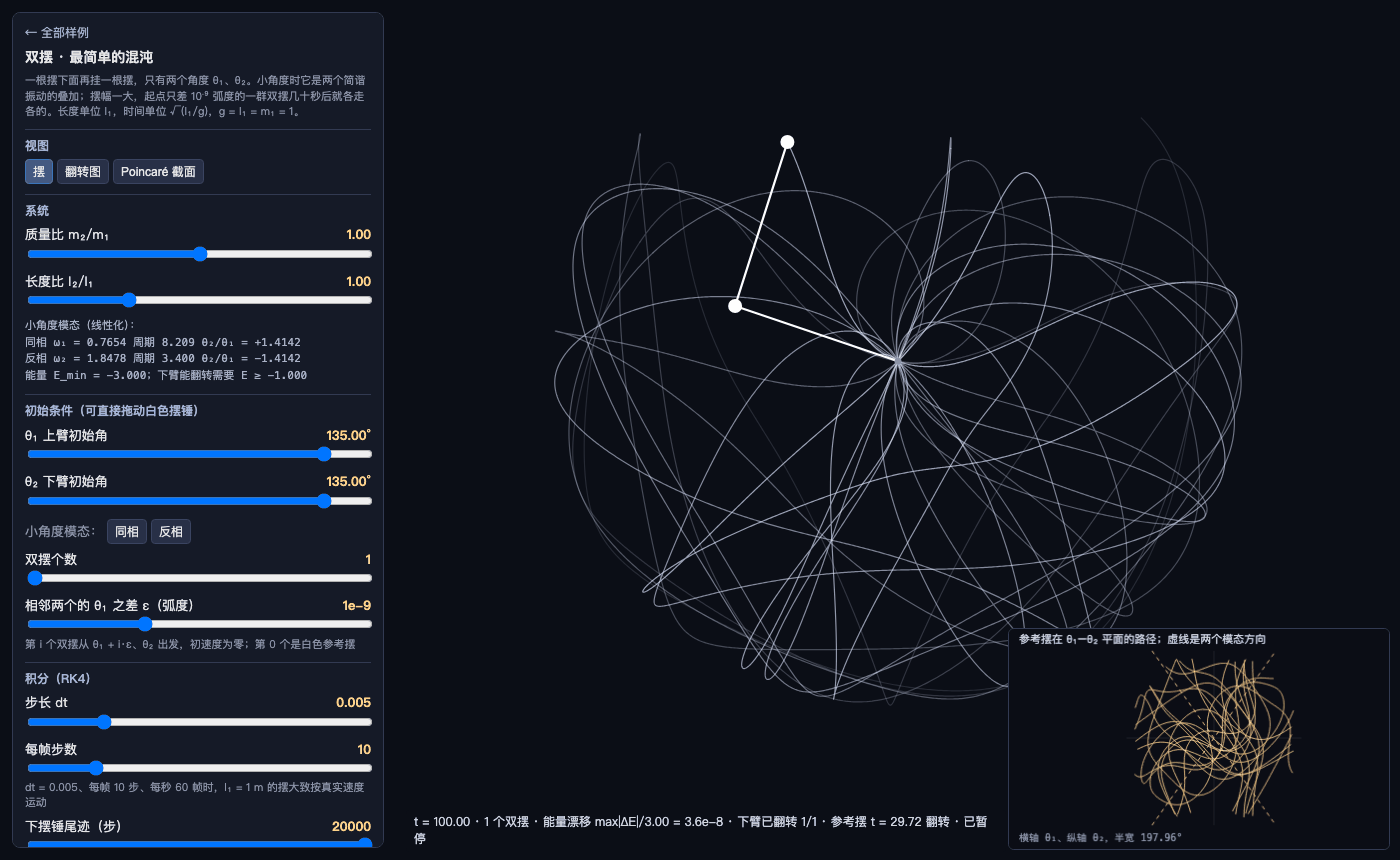 ← 全部样例
双摆 · 最简单的混沌
一根摆下面再挂一根摆，只有两个角度 θ₁、θ₂。小角度时它是两个简谐
振动的叠加；摆幅一大，起点只差 10⁻⁹ 弧度的一群双摆几十秒后就各走
各的。长度单位 l₁，时间单位 √(l₁/g)，g = l₁ = m₁ = 1。
视图
摆 翻转图 Poincaré 截面
系统
质量比 m₂/m₁ 1.00
长度比 l₂/l₁ 1.00
小角度模态（线性化）：
同相 ω₁ = 0.7654 周期 8.209 θ₂/θ₁ = +1.4142
反相 ω₂ = 1.8478 周期 3.400 θ₂/θ₁ = −1.4142
能量 E_min = −3.000；下臂能翻转需要 E ≥ −1.000
初始条件（可直接拖动白色摆锤）
θ₁ 上臂初始角 135.00°
θ₂ 下臂初始角 135.00°
小角度模态： 同相 反相
双摆个数 1
相邻两个的 θ₁ 之差 ε（弧度） 1e−9
第 i 个双摆从 θ₁ + i·ε、θ₂ 出发，初速度为零；第 0 个是白色参考摆
积分（RK4）
步长 dt 0.005
每帧步数 10
dt = 0.005、每帧 10 步、每秒 60 帧时，l₁ = 1 m 的摆大致按真实速度
运动
下摆锤尾迹（步） 20000
t = 100.00 · 1 个双摆 · 能量漂移 max|ΔE|/3.00 = 3.6e−8 · 下臂已翻转 1/1 · 参考摆 t = 29.72 翻转 · 已暂
停
参考摆在 θ₁—θ₂ 平面的路径；虚线是两个模态方向
横轴 θ₁、纵轴 θ₂，半宽 197.96°